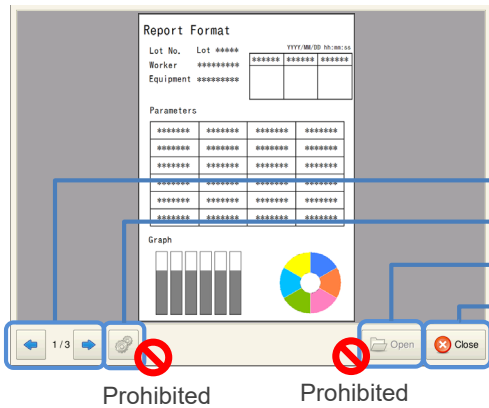 Report Format
Lot No. Lot *****
YYYY/MM/DD hh:mm:ss
Worker *********
****** ****** ******
Equipment *********
Parameters
******* ******* ******* *******
******* ******* ******* *******
******* ******* ******* *******
******* ******* ******* *******
******* ******* ******* *******
******* ******* ******* *******
Graph
1/3
Open
Close
Prohibited
Prohibited